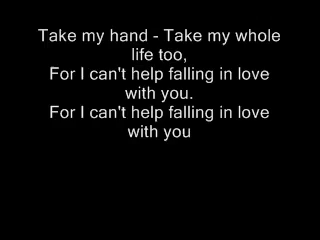 Take my hand - Take my whole
life too,
For I can't help falling in love
with you.
For I can't help falling in love
with you